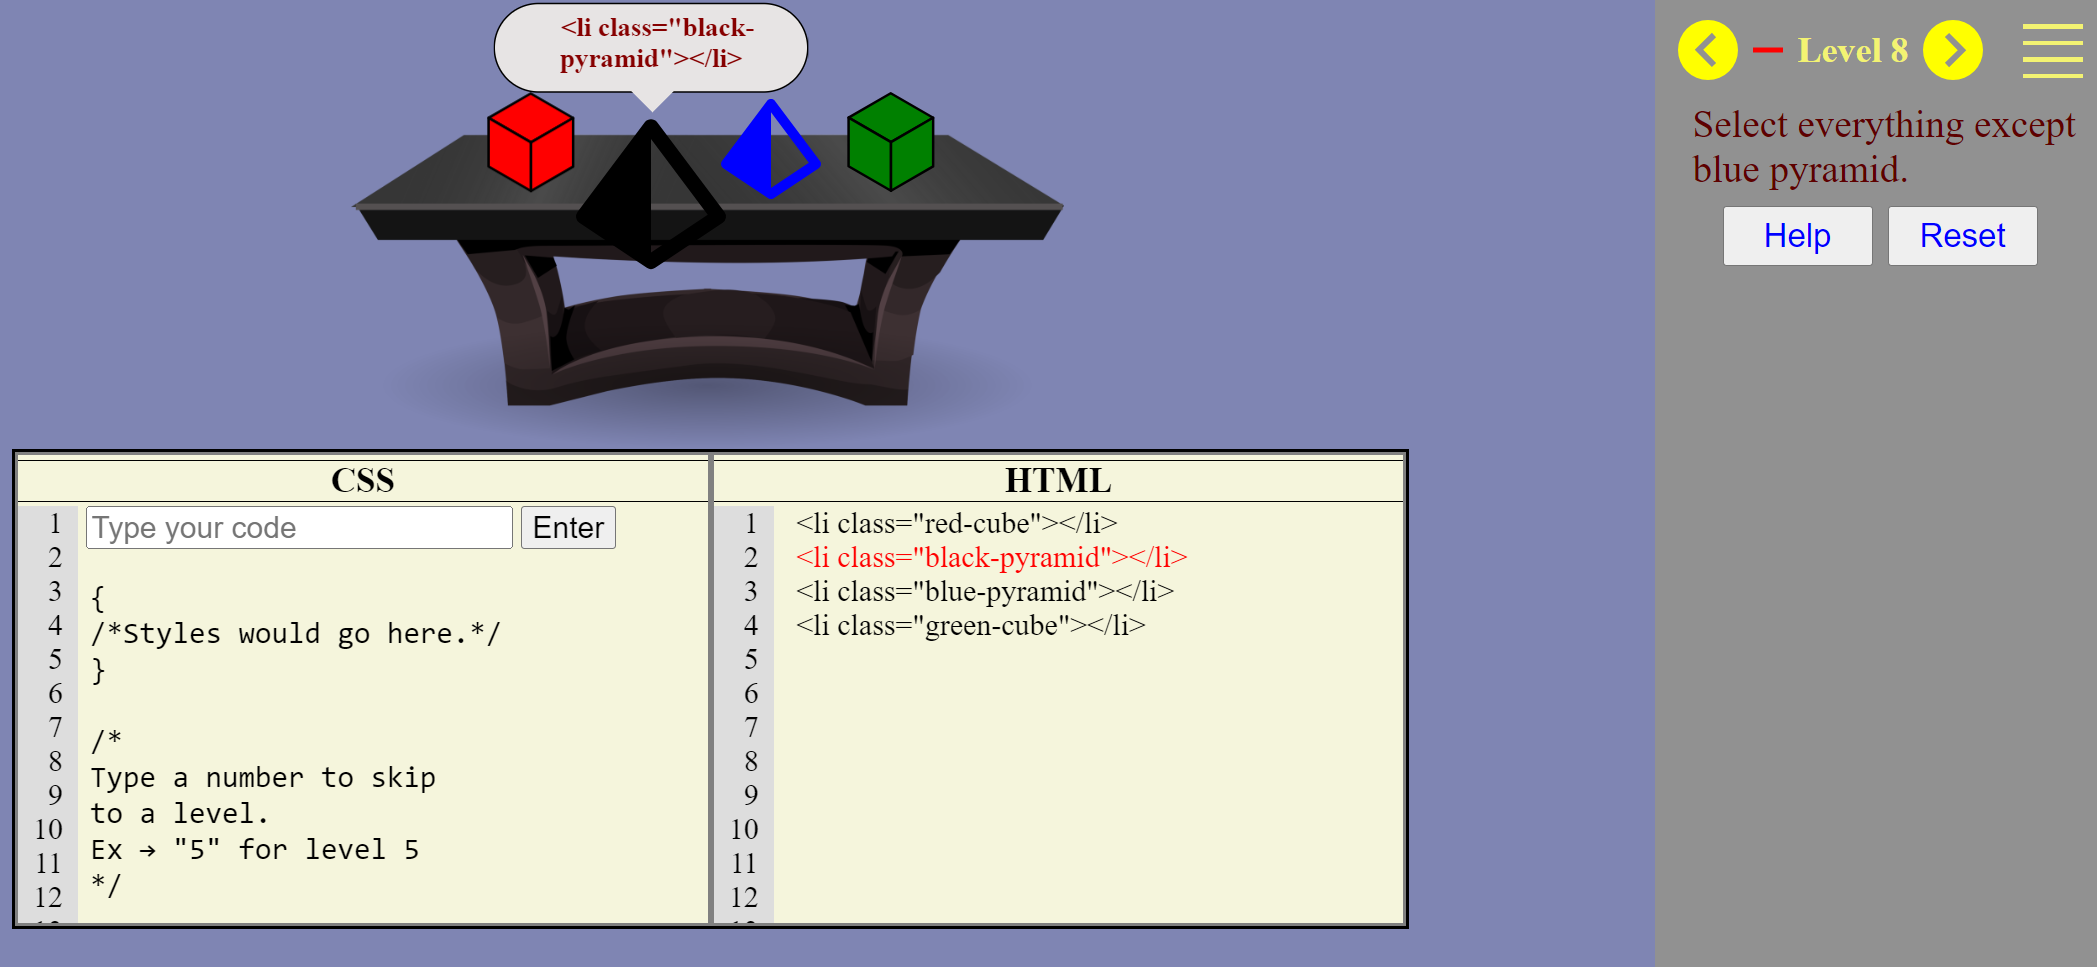 <li class="black-
pyramid"></li>
Level 8
Select everything except
blue pyramid.
Help
Reset
CSS
1
2
3
4
5
6
7
8
9
10
11
12
Type your code
Enter
{
/*Styles would go here.*/
}
/*
Type a number to skip
to a level.
Ex → "5" for level 5
*/
HTML
1 <li class="red-cube"></li>
2 <li class="black-pyramid"></li>
3 <li class="blue-pyramid"></li>
4 <li class="green-cube"></li>
5
6
7
8
9
10
11
12